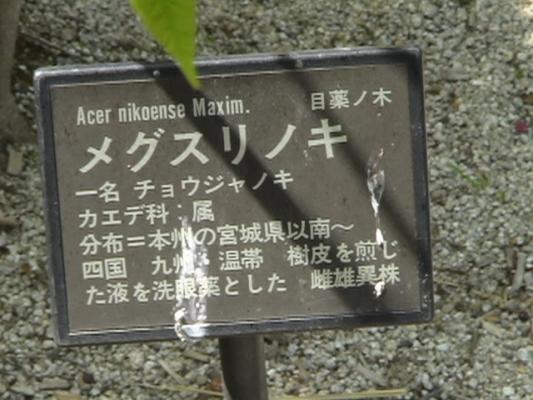 Acer nikoense Maxim. 目薬ノ木
メグスリノキ
一名 チョウジャノキ
カエデ科:属
分布=本州の宮城県以南～
四国 九州 温帯 樹皮を煎じ
た液を洗眼薬とした 雌雄異株